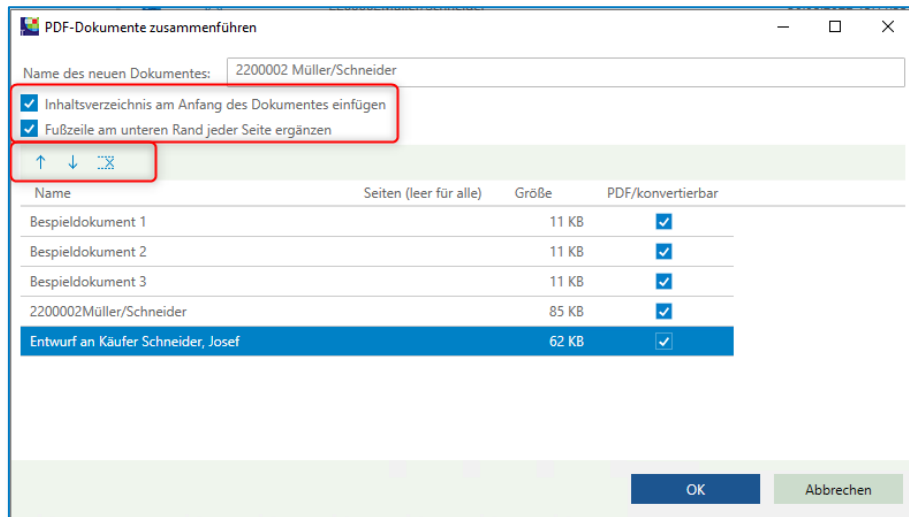 PDF-Dokumente zusammenführen
Name des neuen Dokumentes: 2200002 Müller/Schneider
Inhaltsverzeichnis am Anfang des Dokumentes einfügen
Fußzeile am unteren Rand jeder Seite ergänzen
Name Seiten (leer für alle) Größe PDF/konvertierbar
Bespieldokument 1 11 KB
Bespieldokument 2 11 KB
Bespieldokument 3 11 KB
2200002Müller/Schneider 85 KB
Entwurf an Käufer Schneider, Josef 62 KB
OK Abbrechen